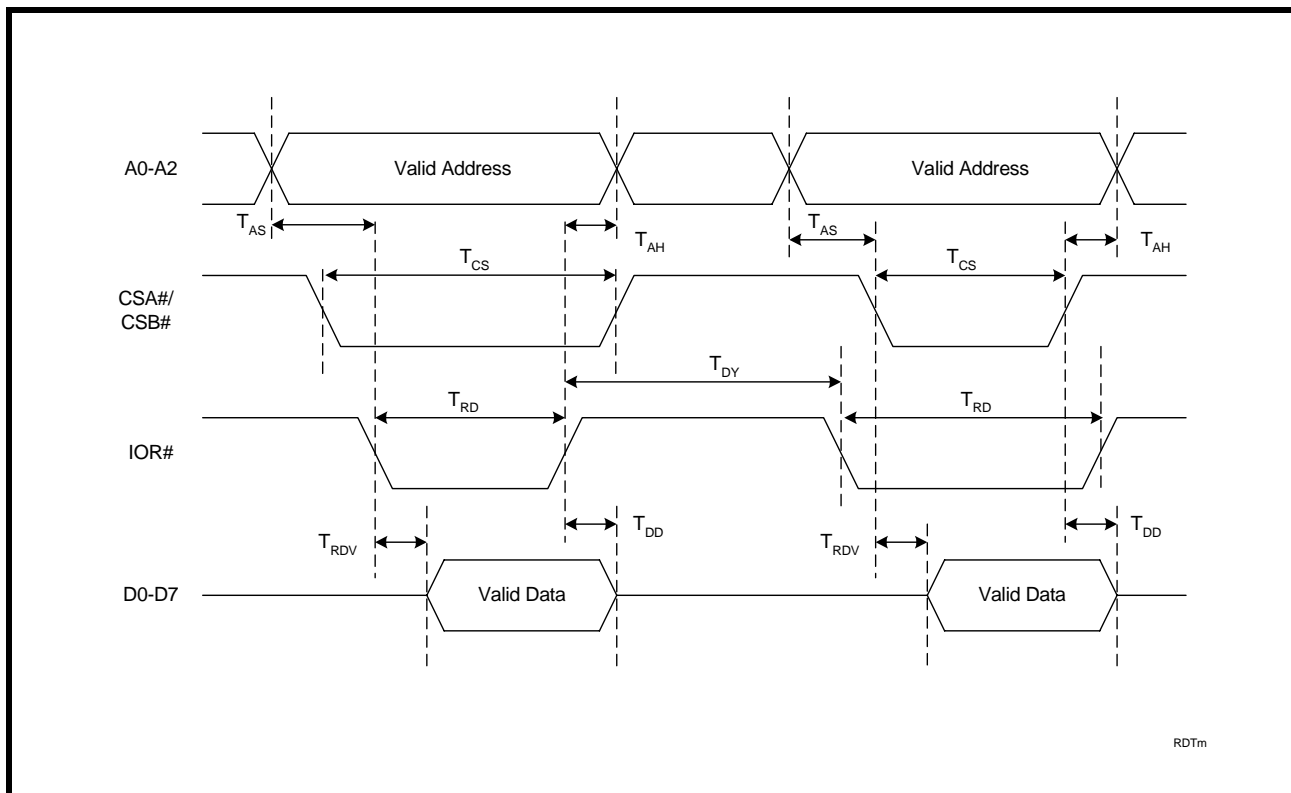 A0-A2
Valid Address
Valid Address
TAS
TAH
TAS
TAH
TCS
TCS
CSA#/
CSB#
TDY
TRD
TRD
IOR#
TRDV
TDD
TRDV
TDD
D0-D7
Valid Data
Valid Data
RDTm